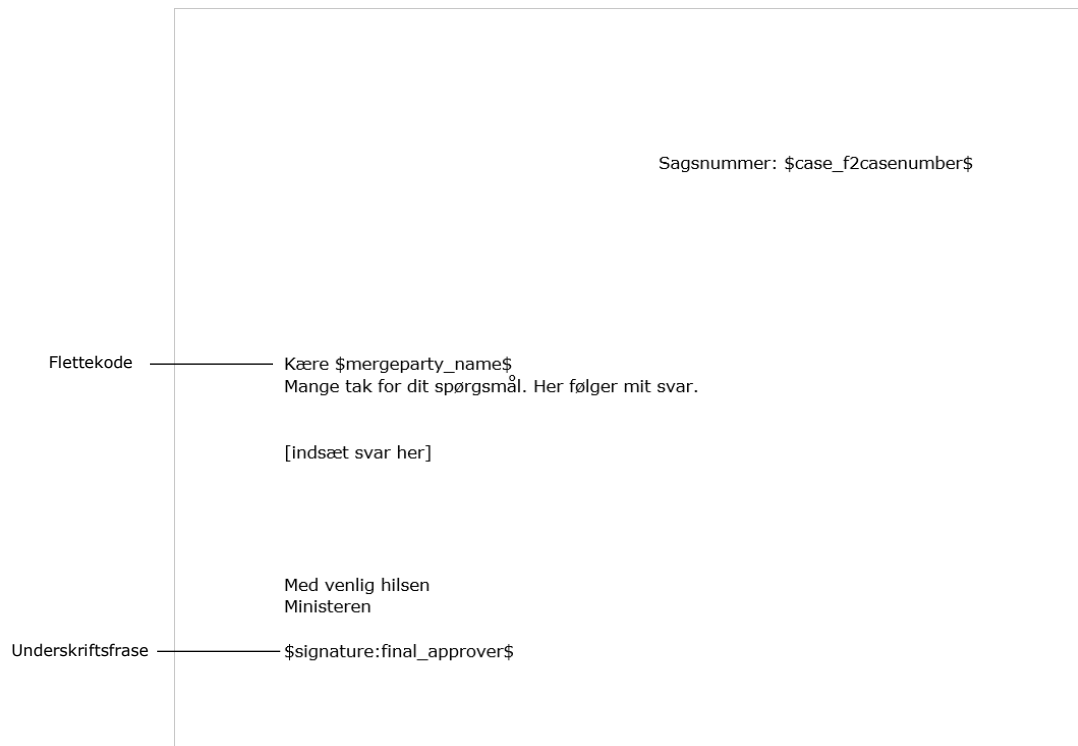 Sagsnummer: $case_f2casenumber$
Flettekode
Kære $mergeparty_name$
Mange tak for dit spørgsmål. Her følger mit svar.
[indsæt svar her]
Med venlig hilsen
Ministeren
Underskriftsfrase
$signature:final_approver$